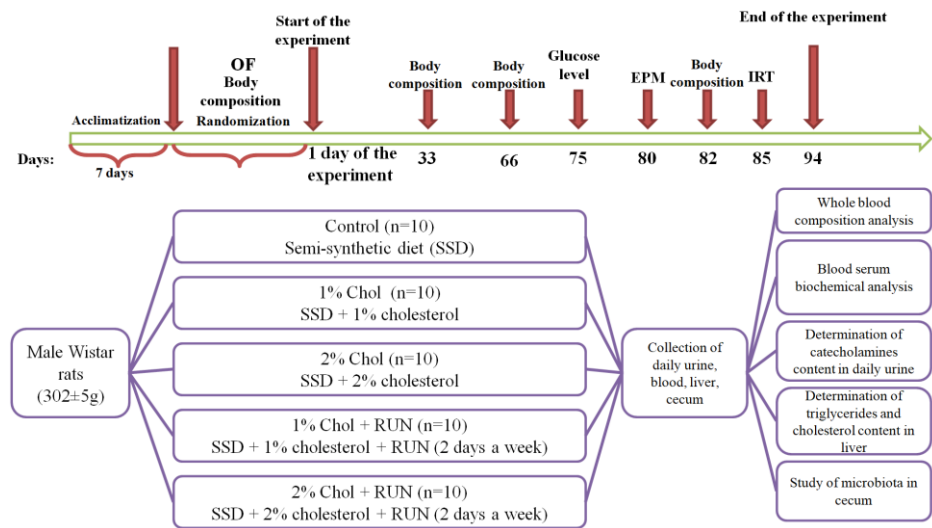 Start of the
experiment
End of the experiment
OF
Body
composition
Randomization
Acclimatization
Body
composition
Body
composition
Glucose
level
EPM
Body
composition
IRT
Days:
7 days
1 day of the
experiment
33
66
75
80
82
85
94
Male Wistar
rats
(302±5g)
Control (n=10)
Semi-synthetic diet (SSD)
1% Chol (n=10)
SSD + 1% cholesterol
2% Chol (n=10)
SSD + 2% cholesterol
1% Chol + RUN (n=10)
SSD + 1% cholesterol + RUN (2 days a week)
2% Chol + RUN (n=10)
SSD + 2% cholesterol + RUN (2 days a week)
Collection of
daily urine,
blood, liver,
cecum
Whole blood
composition analysis
Blood serum
biochemical analysis
Determination of
catecholamines
content in daily urine
Determination of
triglycerides and
cholesterol content in
liver
Study of microbiota in
cecum